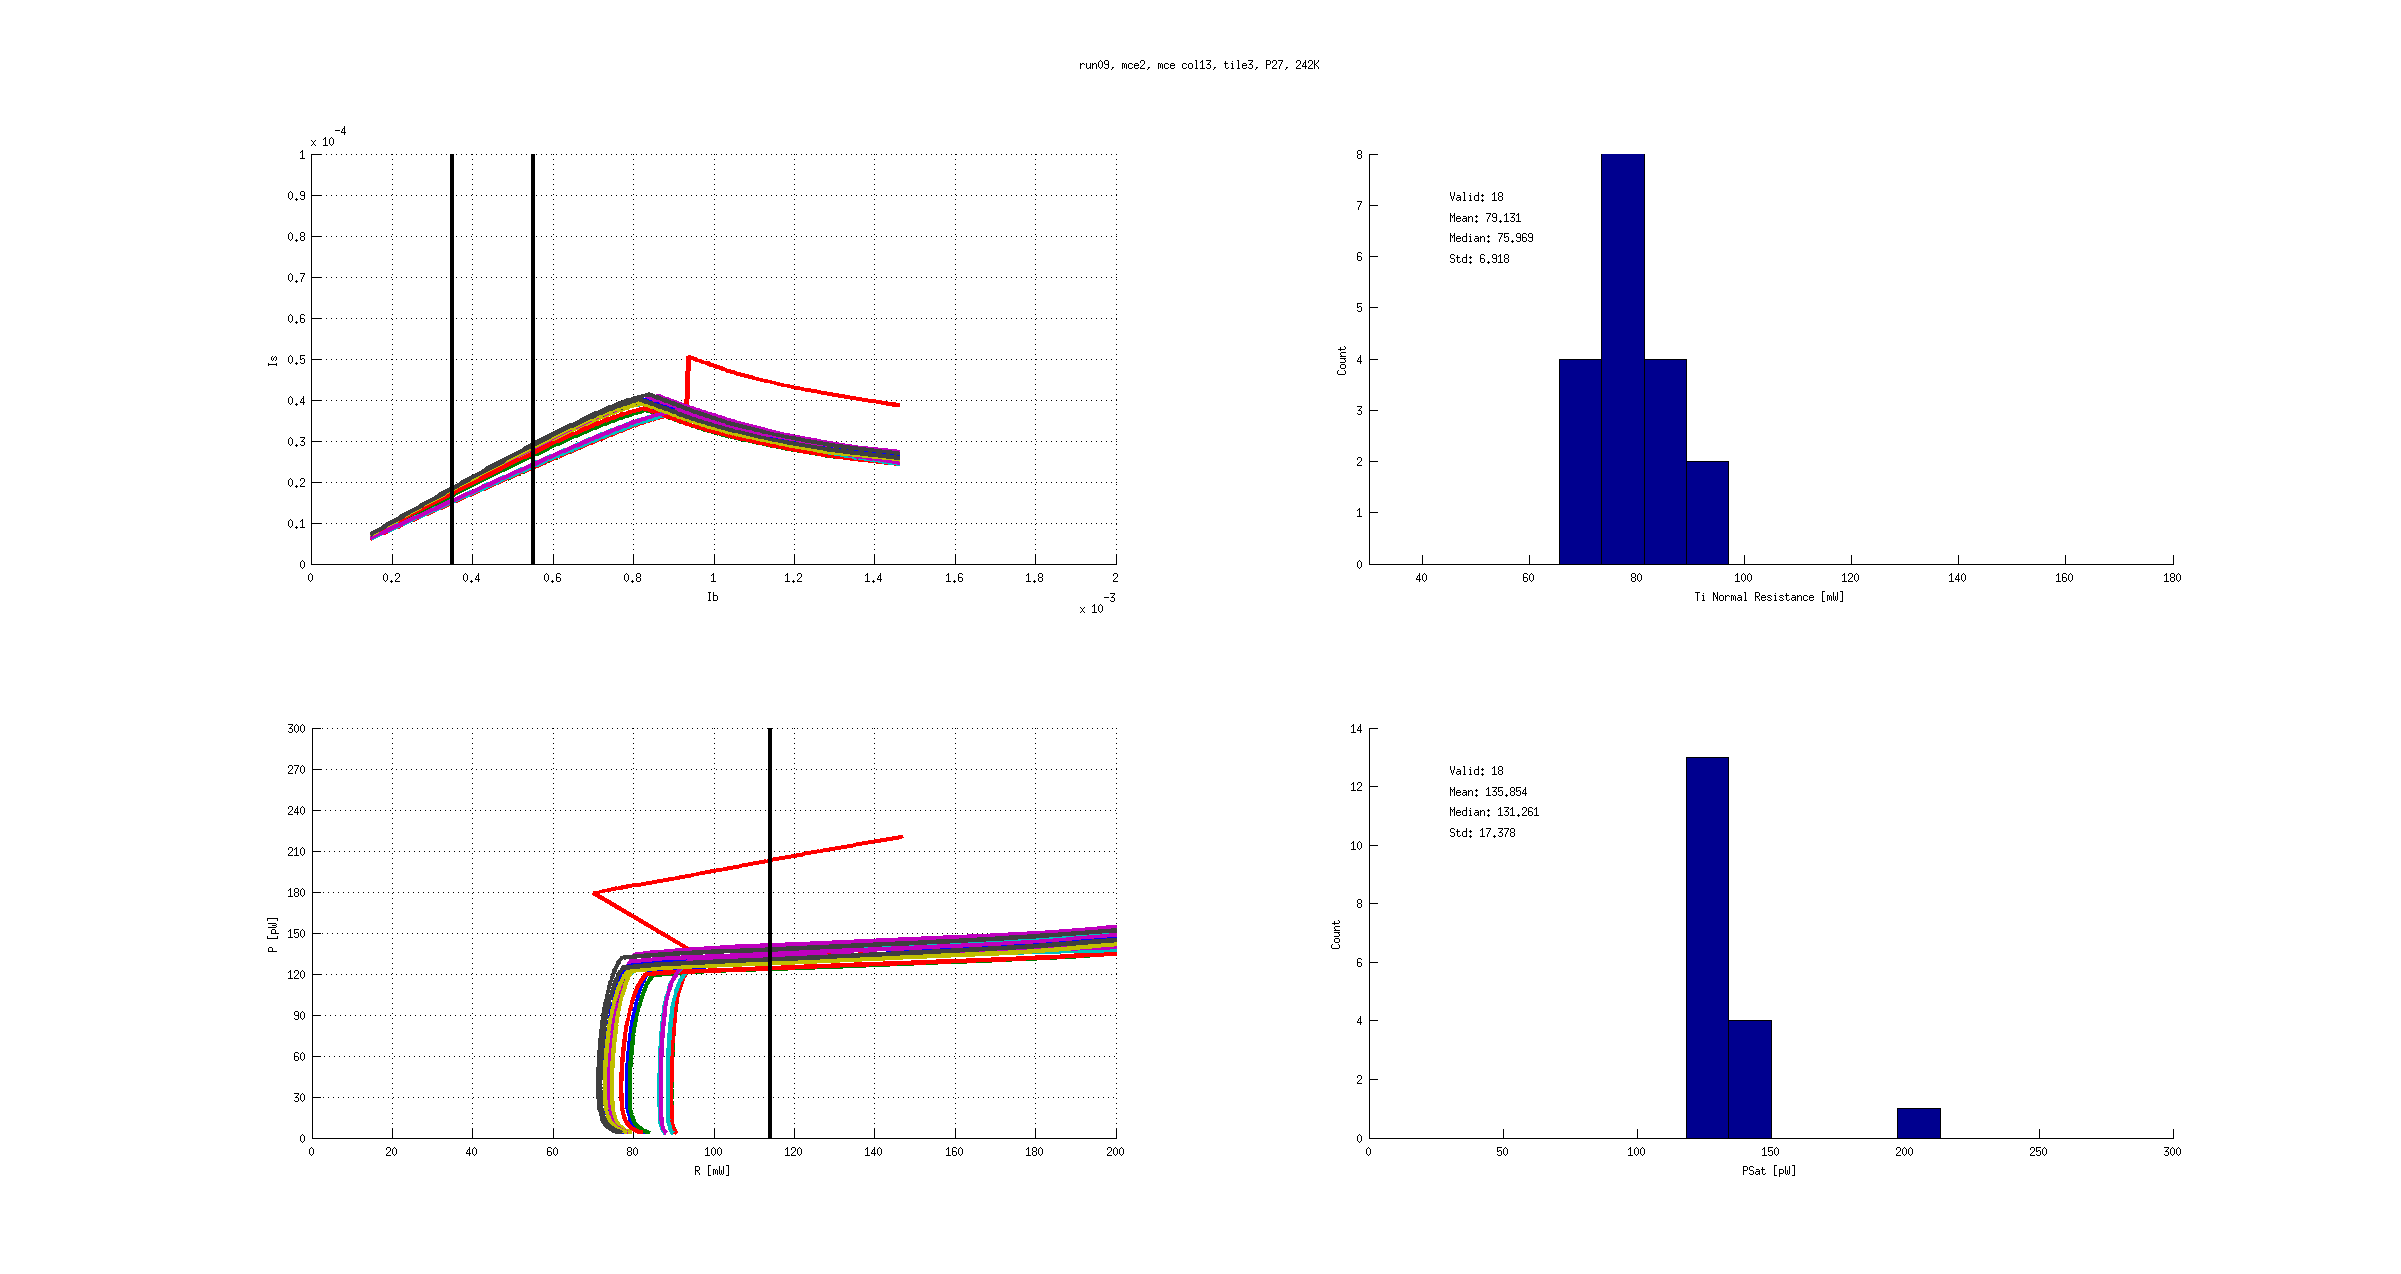 run09, mce2, mce col13, tile3, P27, 242K
x 10^-4
1
0.9
0.8
0.7
0.6
0.5
0.4
0.3
0.2
0.1
0
Is
0 0.2 0.4 0.6 0.8 1 1.2 1.4 1.6 1.8 2
Ib
x 10^-3
8
7
6
5
4
3
2
1
0
Count
Valid: 18
Mean: 79.131
Median: 75.969
Std: 6.918
40 60 80 100 120 140 160 180
Ti Normal Resistance [mW]
300
270
240
210
180
150
120
90
60
30
0
P [pW]
0 20 40 60 80 100 120 140 160 180 200
R [mW]
14
12
10
8
6
4
2
0
Count
Valid: 18
Mean: 135.854
Median: 131.261
Std: 17.378
0 50 100 150 200 250 300
PSat [pW]